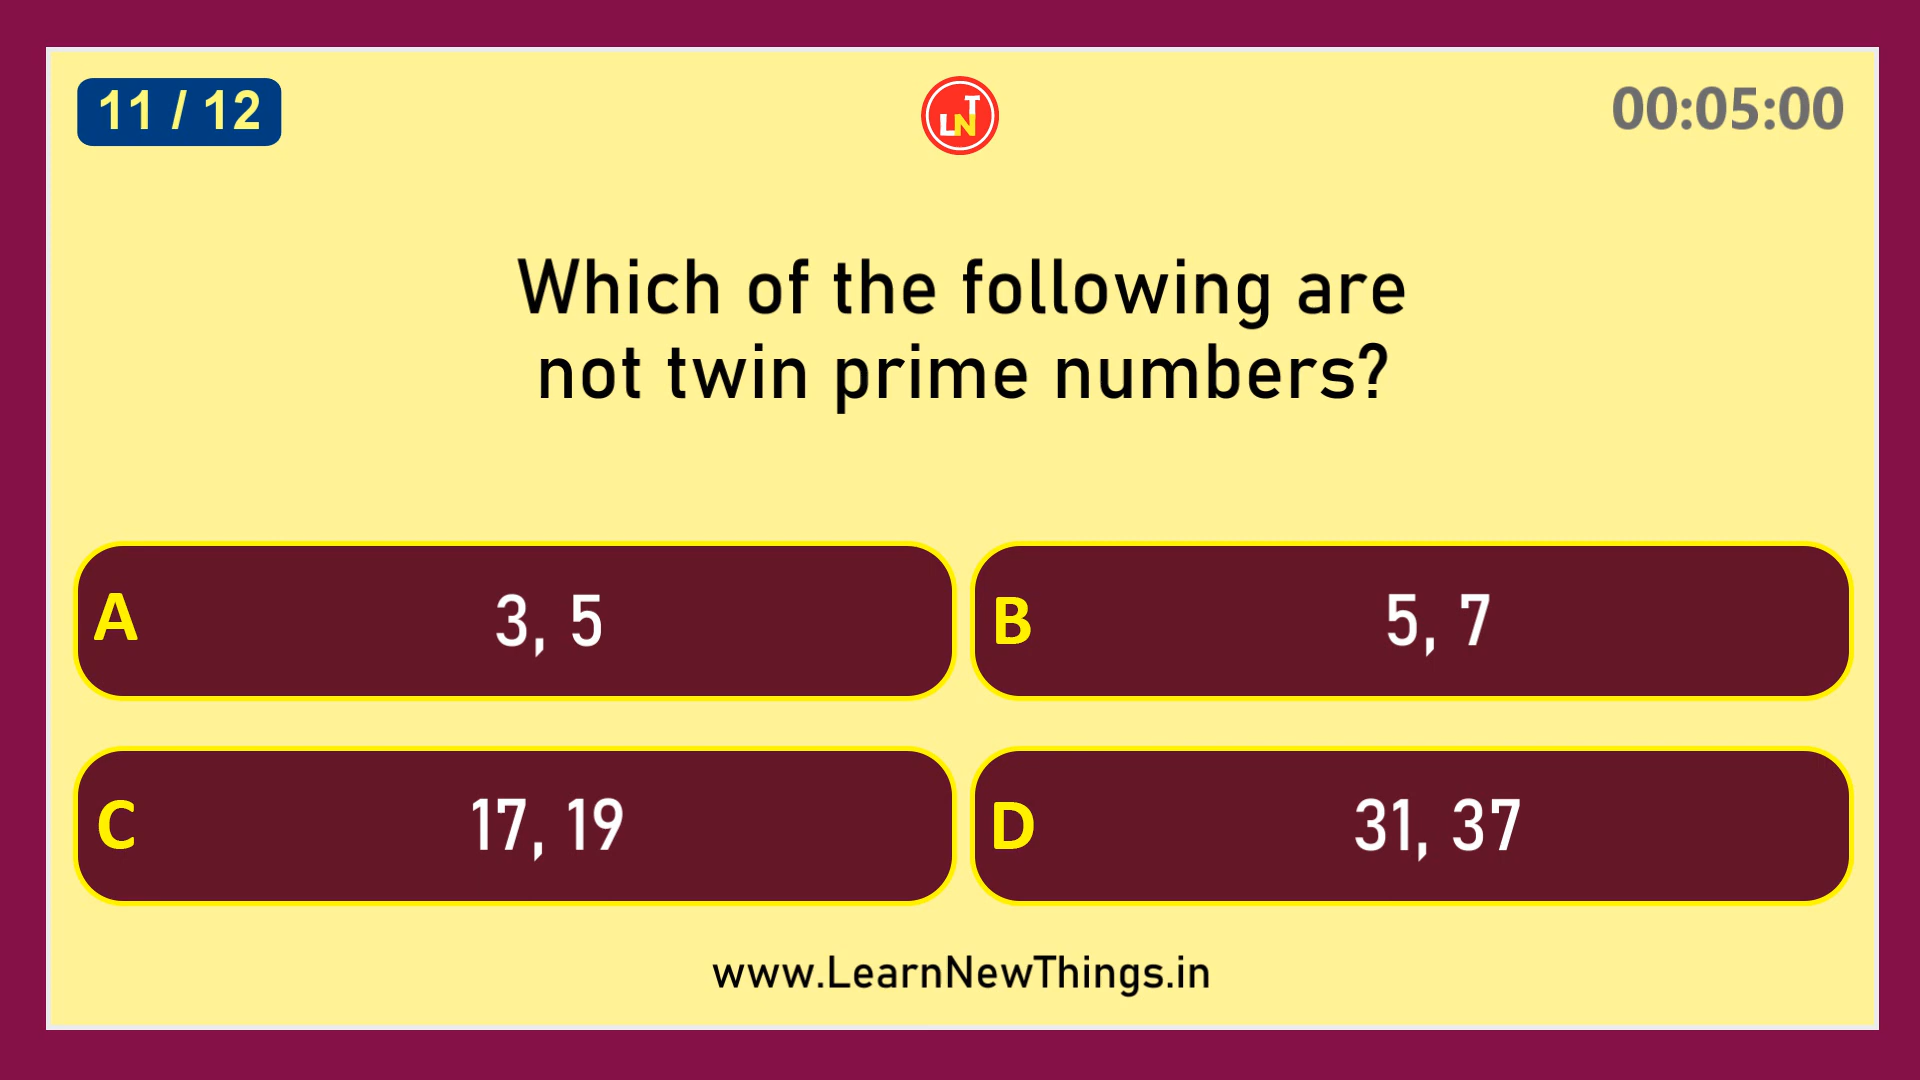 11 / 12
LNT
00:05:00
Which of the following are
not twin prime numbers?
A 3, 5
B 5, 7
C 17, 19
D 31, 37
www.LearnNewThings.in